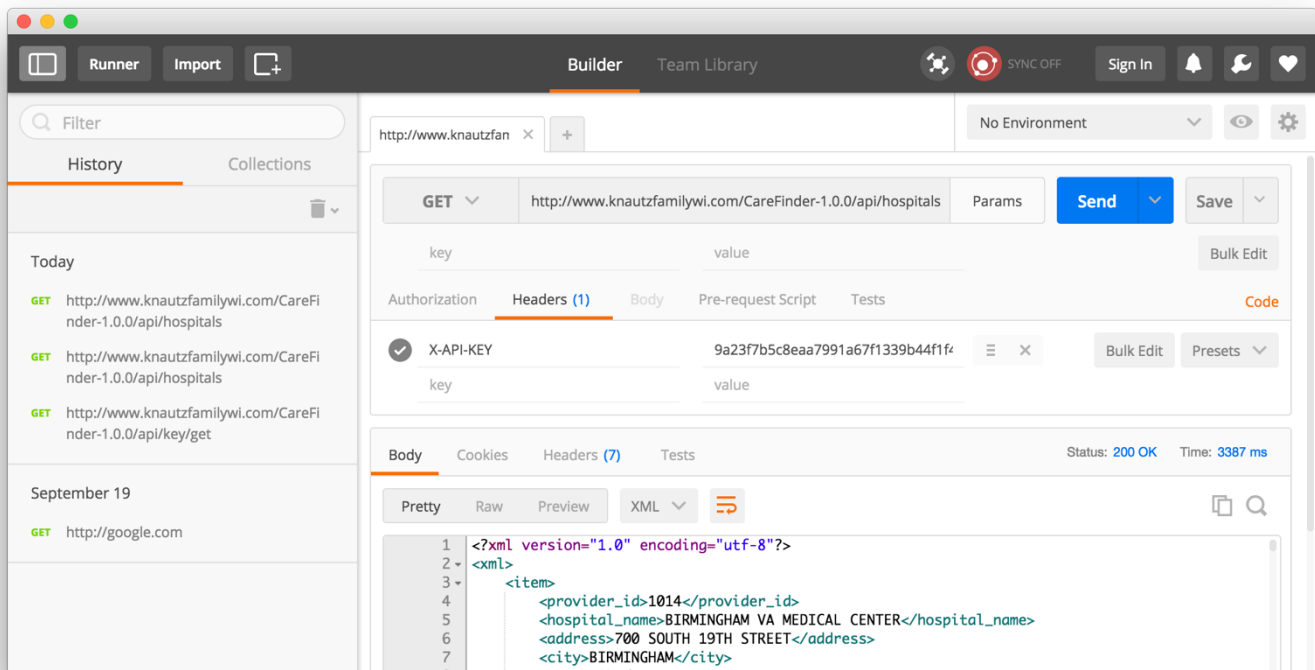 Runner Import Builder Team Library SYNC OFF Sign In
Filter
History Collections
Today
GET http://www.knautzfamilywi.com/CareFi
nder-1.0.0/api/hospitals
GET http://www.knautzfamilywi.com/CareFi
nder-1.0.0/api/hospitals
GET http://www.knautzfamilywi.com/CareFi
nder-1.0.0/api/key/get
September 19
GET http://google.com
http://www.knautzfan + No Environment
GET http://www.knautzfamilywi.com/CareFinder-1.0.0/api/hospitals Params Send Save
key value Bulk Edit
Authorization Headers (1) Body Pre-request Script Tests Code
X-API-KEY 9a23f7b5c8eaa7991a67f1339b44f1f4 Bulk Edit Presets
key value
Body Cookies Headers (7) Tests Status: 200 OK Time: 3387 ms
Pretty Raw Preview XML
1 <?xml version="1.0" encoding="utf-8"?>
2 <xml>
3 <item>
4 <provider_id>1014</provider_id>
5 <hospital_name>BIRMINGHAM VA MEDICAL CENTER</hospital_name>
6 <address>700 SOUTH 19TH STREET</address>
7 <city>BIRMINGHAM</city>